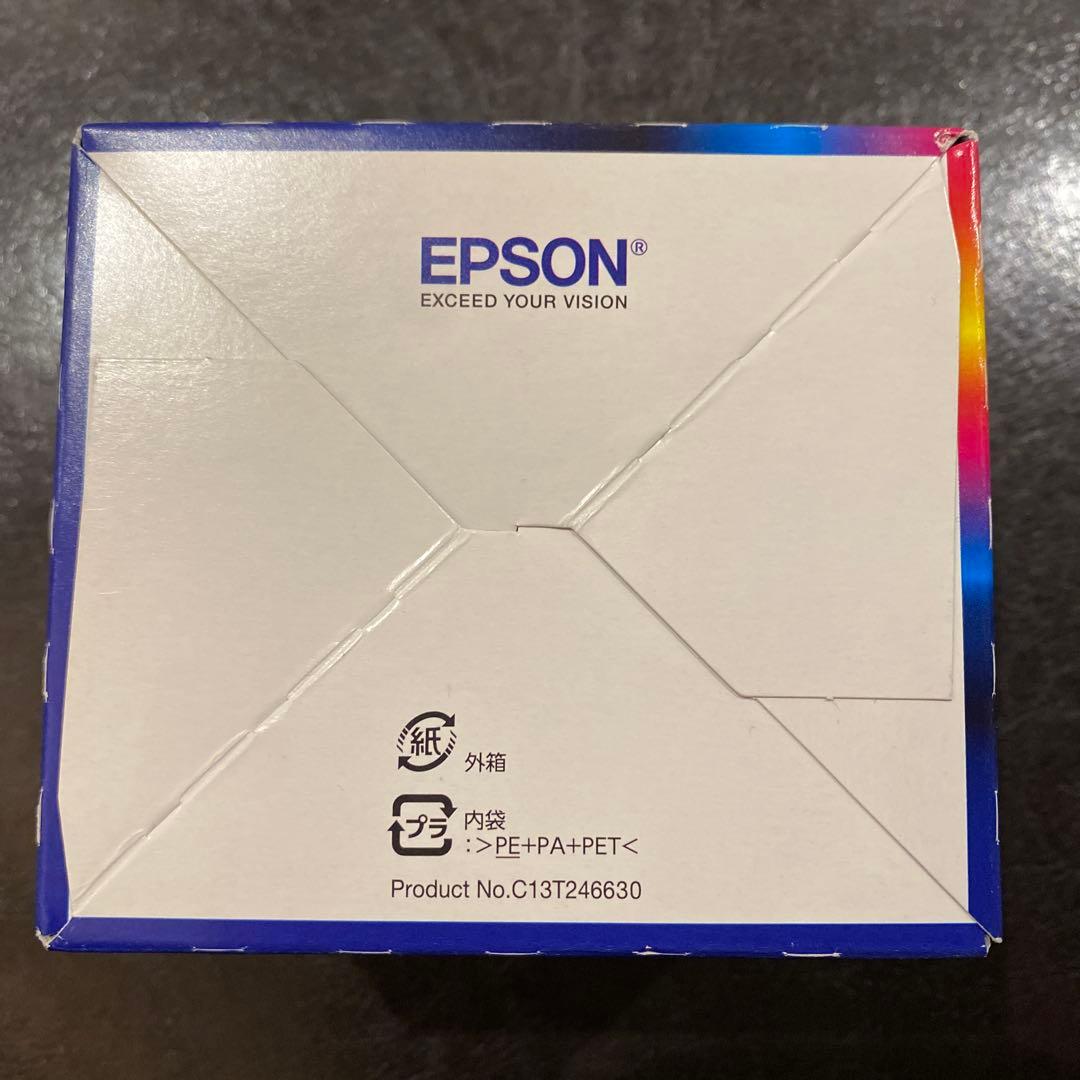 EPSON®
EXCEED YOUR VISION
紙 外箱
プラ 内袋
:>PE+PA+PET<
Product No.C13T246630